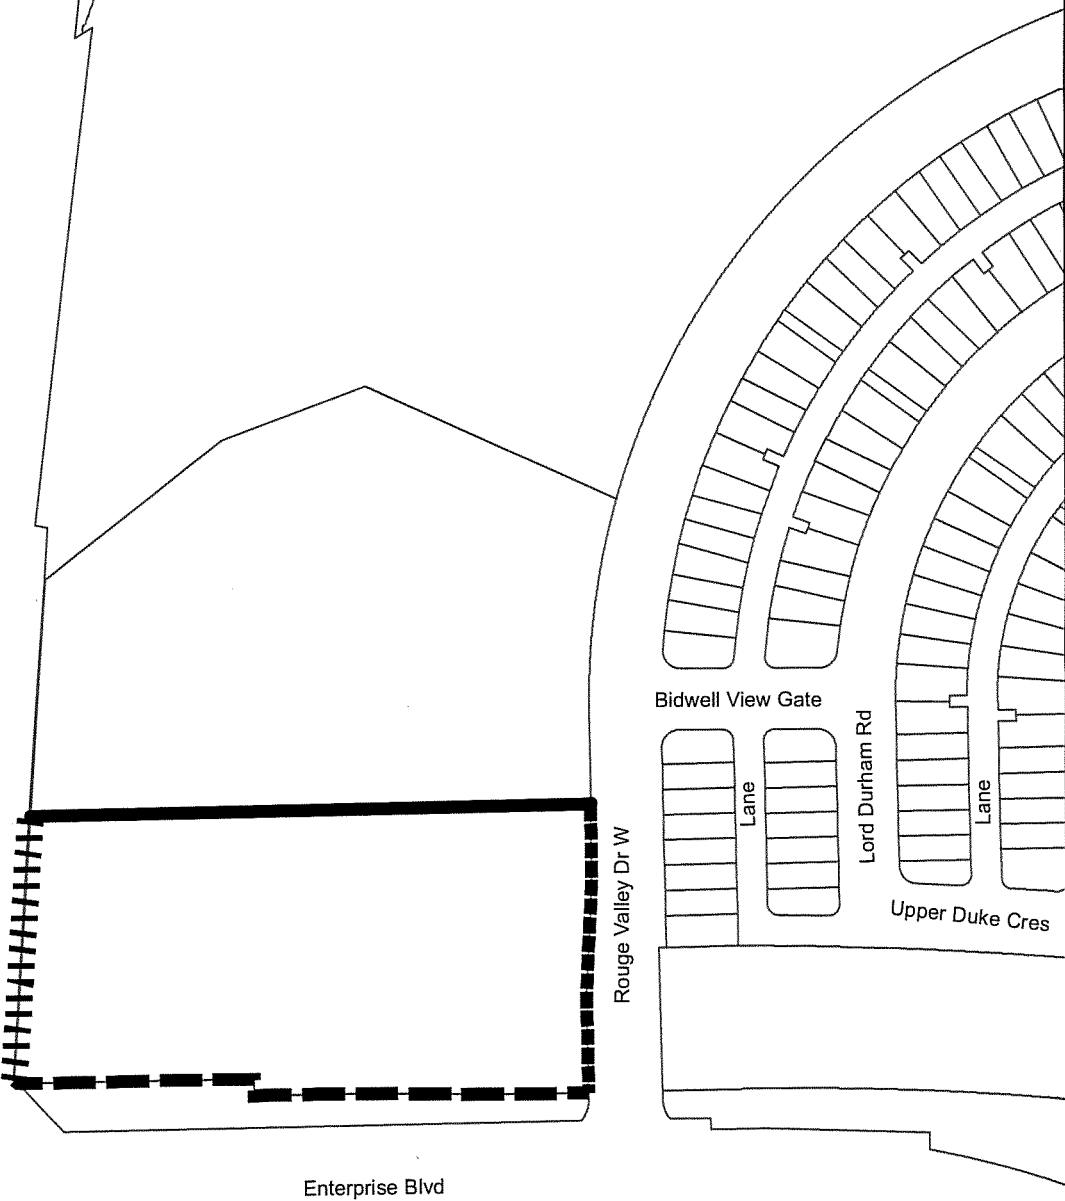 Bidwell View Gate
Lord Durham Rd
Lane
Lane
Rouge Valley Dr W
Upper Duke Cres
Enterprise Blvd